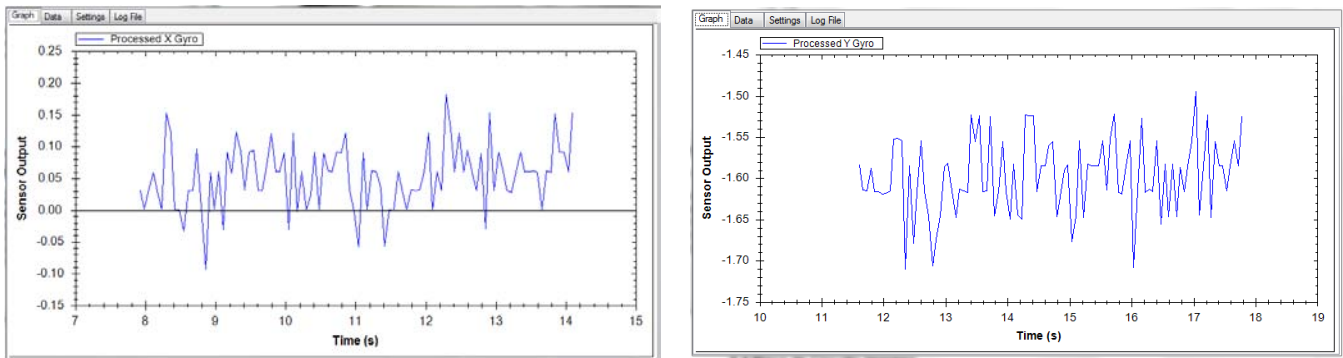 Graph Data Settings Log File
Processed X Gyro
0.25
0.20
0.15
0.10
0.05
0.00
-0.05
-0.10
-0.15
Sensor Output
7 8 9 10 11 12 13 14 15
Time (s)
Graph Data Settings Log File
Processed Y Gyro
-1.45
-1.50
-1.55
-1.60
-1.65
-1.70
-1.75
Sensor Output
10 11 12 13 14 15 16 17 18 19
Time (s)